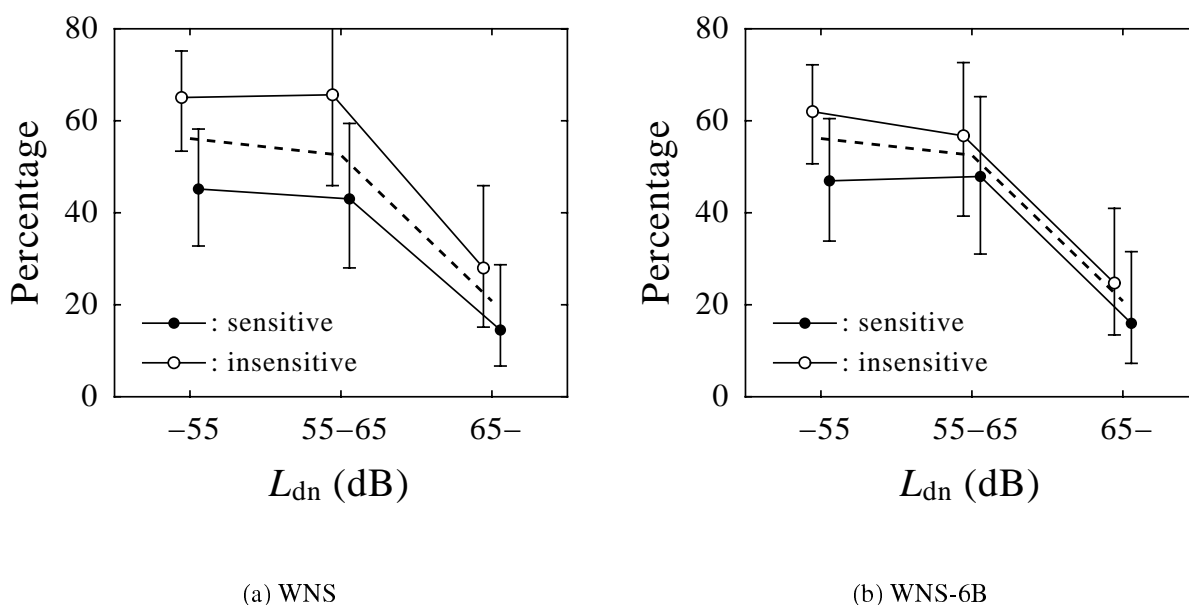 80
60
40
20
0
Percentage
: sensitive
: insensitive
–55
55–65
65–
Ldn (dB)
(a) WNS
80
60
40
20
0
Percentage
: sensitive
: insensitive
–55
55–65
65–
Ldn (dB)
(b) WNS-6B